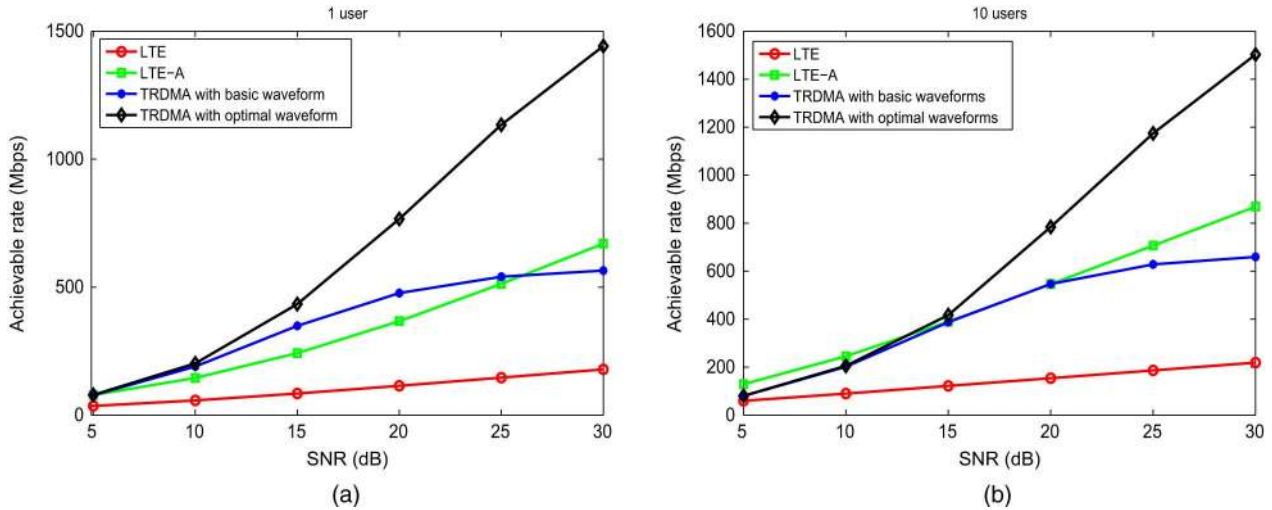 1 user
1500
1000
500
0
Achievable rate (Mbps)
LTE
LTE−A
TRDMA with basic waveform
TRDMA with optimal waveform
5 10 15 20 25 30
SNR (dB)
(a)
10 users
1600
1400
1200
1000
800
600
400
200
0
Achievable rate (Mbps)
LTE
LTE−A
TRDMA with basic waveforms
TRDMA with optimal waveforms
5 10 15 20 25 30
SNR (dB)
(b)